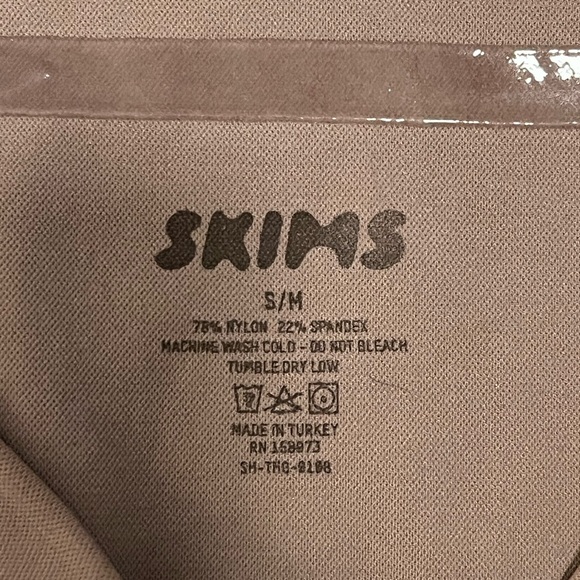 SKIMS
S/M
78% NYLON 22% SPANDEX
MACHINE WASH COLD - DO NOT BLEACH
TUMBLE DRY LOW
MADE IN TURKEY
RN 158973
SH-THG-0108